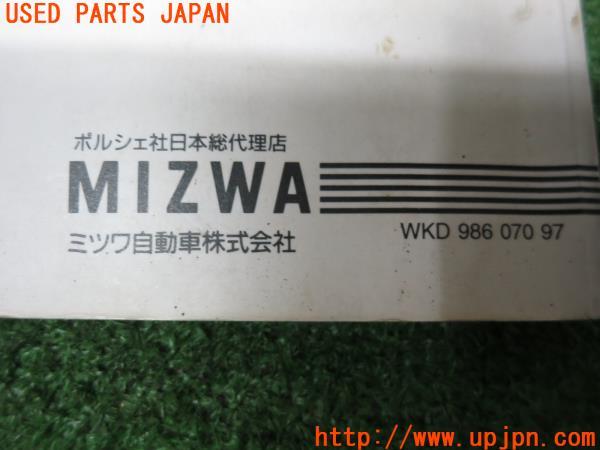 USED PARTS JAPAN
ポルシェ社日本総代理店
MIZWA
ミツワ自動車株式会社
WKD 986 070 97
http://www.upjpn.com